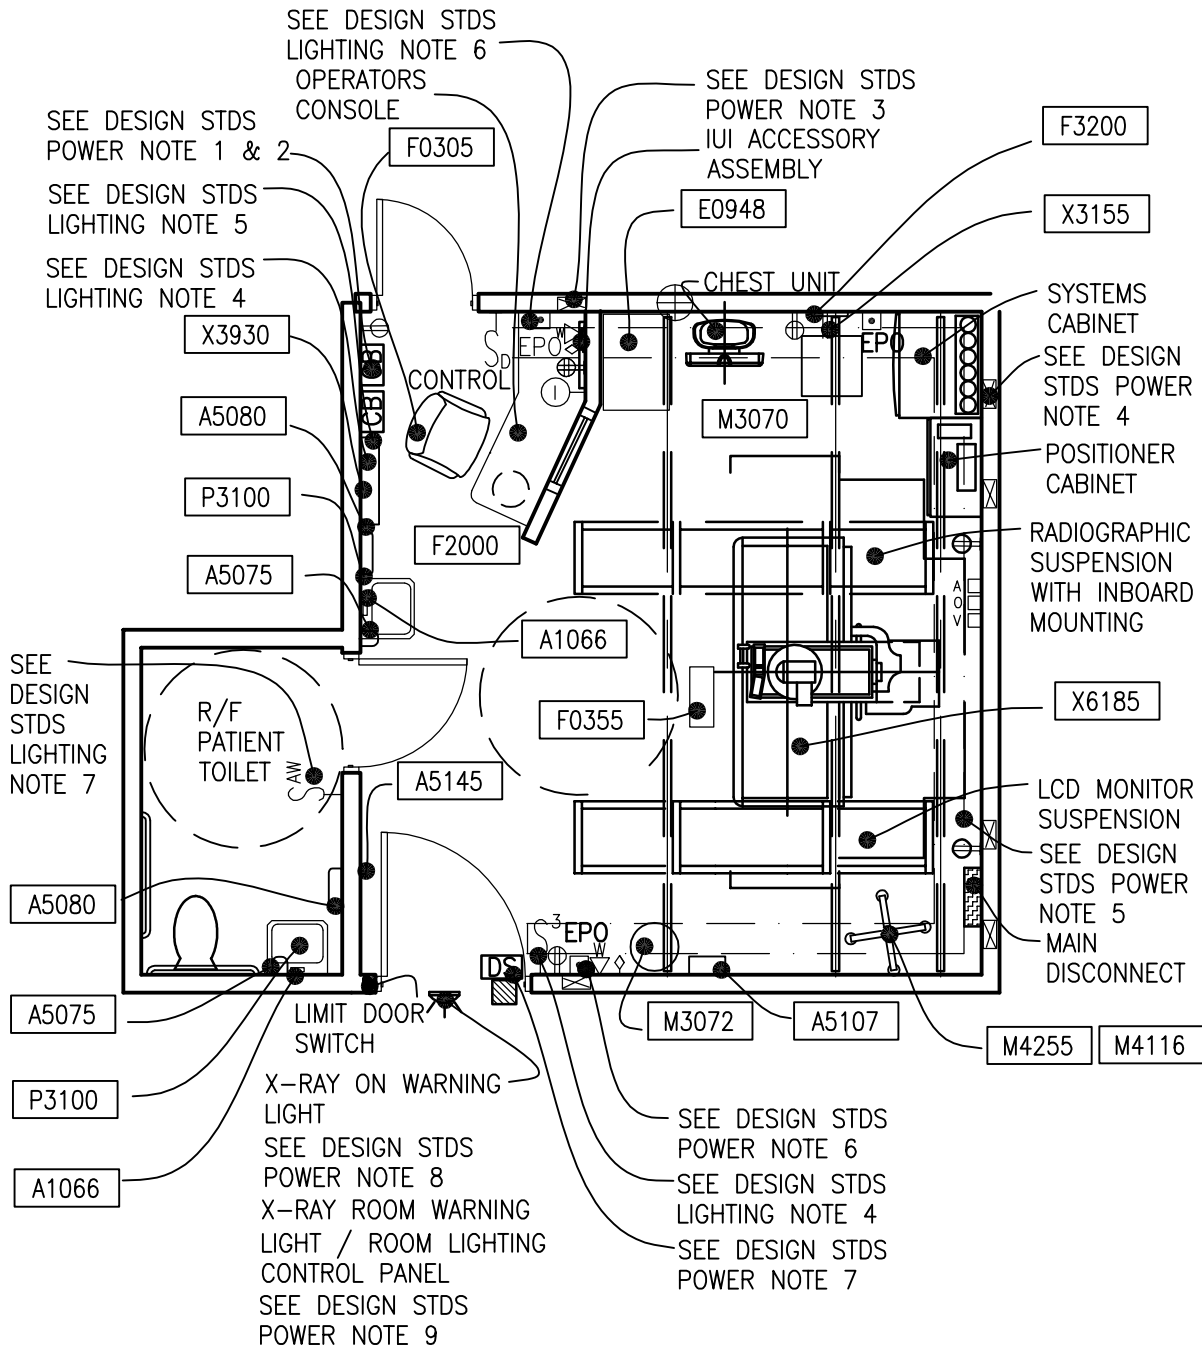 SEE DESIGN STDS
LIGHTING NOTE 6
OPERATORS
CONSOLE
SEE DESIGN STDS
POWER NOTE 1 & 2
F0305
SEE DESIGN STDS
LIGHTING NOTE 5
SEE DESIGN STDS
LIGHTING NOTE 4
X3930
A5080
P3100
A5075
SEE DESIGN STDS
POWER NOTE 3
IUI ACCESSORY
ASSEMBLY
E0948
F3200
X3155
CHEST UNIT
SYSTEMS
CABINET
SEE DESIGN
STDS POWER
NOTE 4
POSITIONER
CABINET
RADIOGRAPHIC
SUSPENSION
WITH INBOARD
MOUNTING
CB
CB
CONTROL
S D
EPO
W
I
EPO
M3070
F2000
A1066
F0355
A
O
V
X6185
SEE
DESIGN
STDS
LIGHTING
NOTE 7
R/F
PATIENT
TOILET
S AW
A5145
LCD MONITOR
SUSPENSION
SEE DESIGN
STDS POWER
NOTE 5
MAIN
DISCONNECT
A5080
A5075
P3100
A1066
S 3
EPO
W
DS
LIMIT DOOR
SWITCH
M3072
A5107
M4255
M4116
X-RAY ON WARNING
LIGHT
SEE DESIGN STDS
POWER NOTE 8
X-RAY ROOM WARNING
LIGHT / ROOM LIGHTING
CONTROL PANEL
SEE DESIGN STDS
POWER NOTE 9
SEE DESIGN STDS
POWER NOTE 6
SEE DESIGN STDS
LIGHTING NOTE 4
SEE DESIGN STDS
POWER NOTE 7